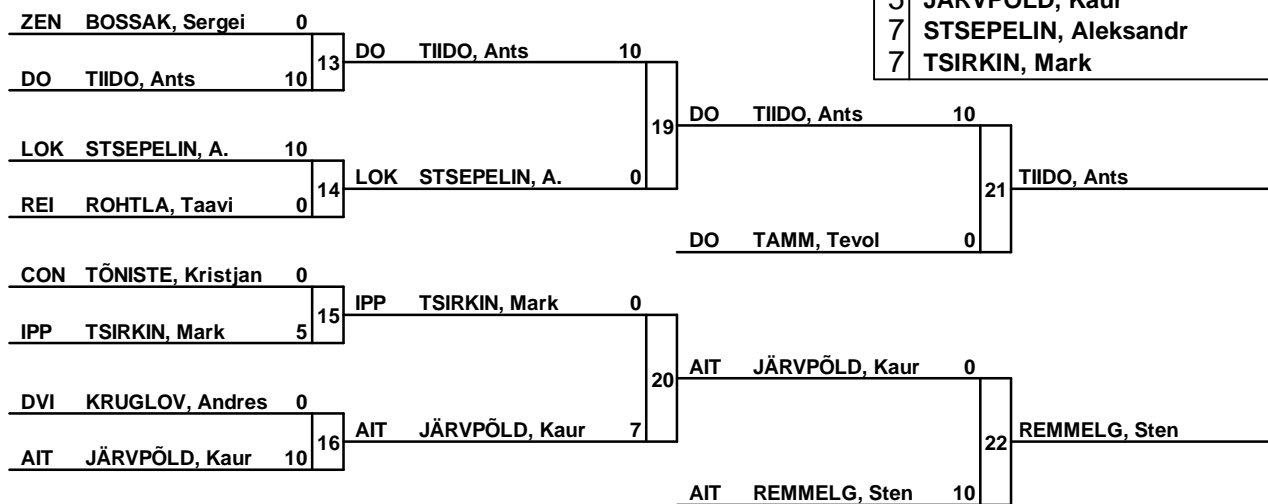 5 JÄRVPÕLD, Kaur
ZEN BOSSAK, Sergei 0
7 STSEPELIN, Aleksandr
13 DO TIIDO, Ants 10
7 TSIRKIN, Mark
DO TIIDO, Ants 10
19 DO TIIDO, Ants 10
LOK STSEPELIN, A. 10
14 LOK STSEPELIN, A. 0
21 TIIDO, Ants
REI ROHTLA, Taavi 0
DO TAMM, Tevol 0
CON TÕNISTE, Kristjan 0
15 IPP TSIRKIN, Mark 0
IPP TSIRKIN, Mark 5
20 AIT JÄRVPÕLD, Kaur 0
DVI KRUGLOV, Andres 0
16 AIT JÄRVPÕLD, Kaur 7
22 REMMELG, Sten
AIT JÄRVPÕLD, Kaur 10
AIT REMMELG, Sten 10